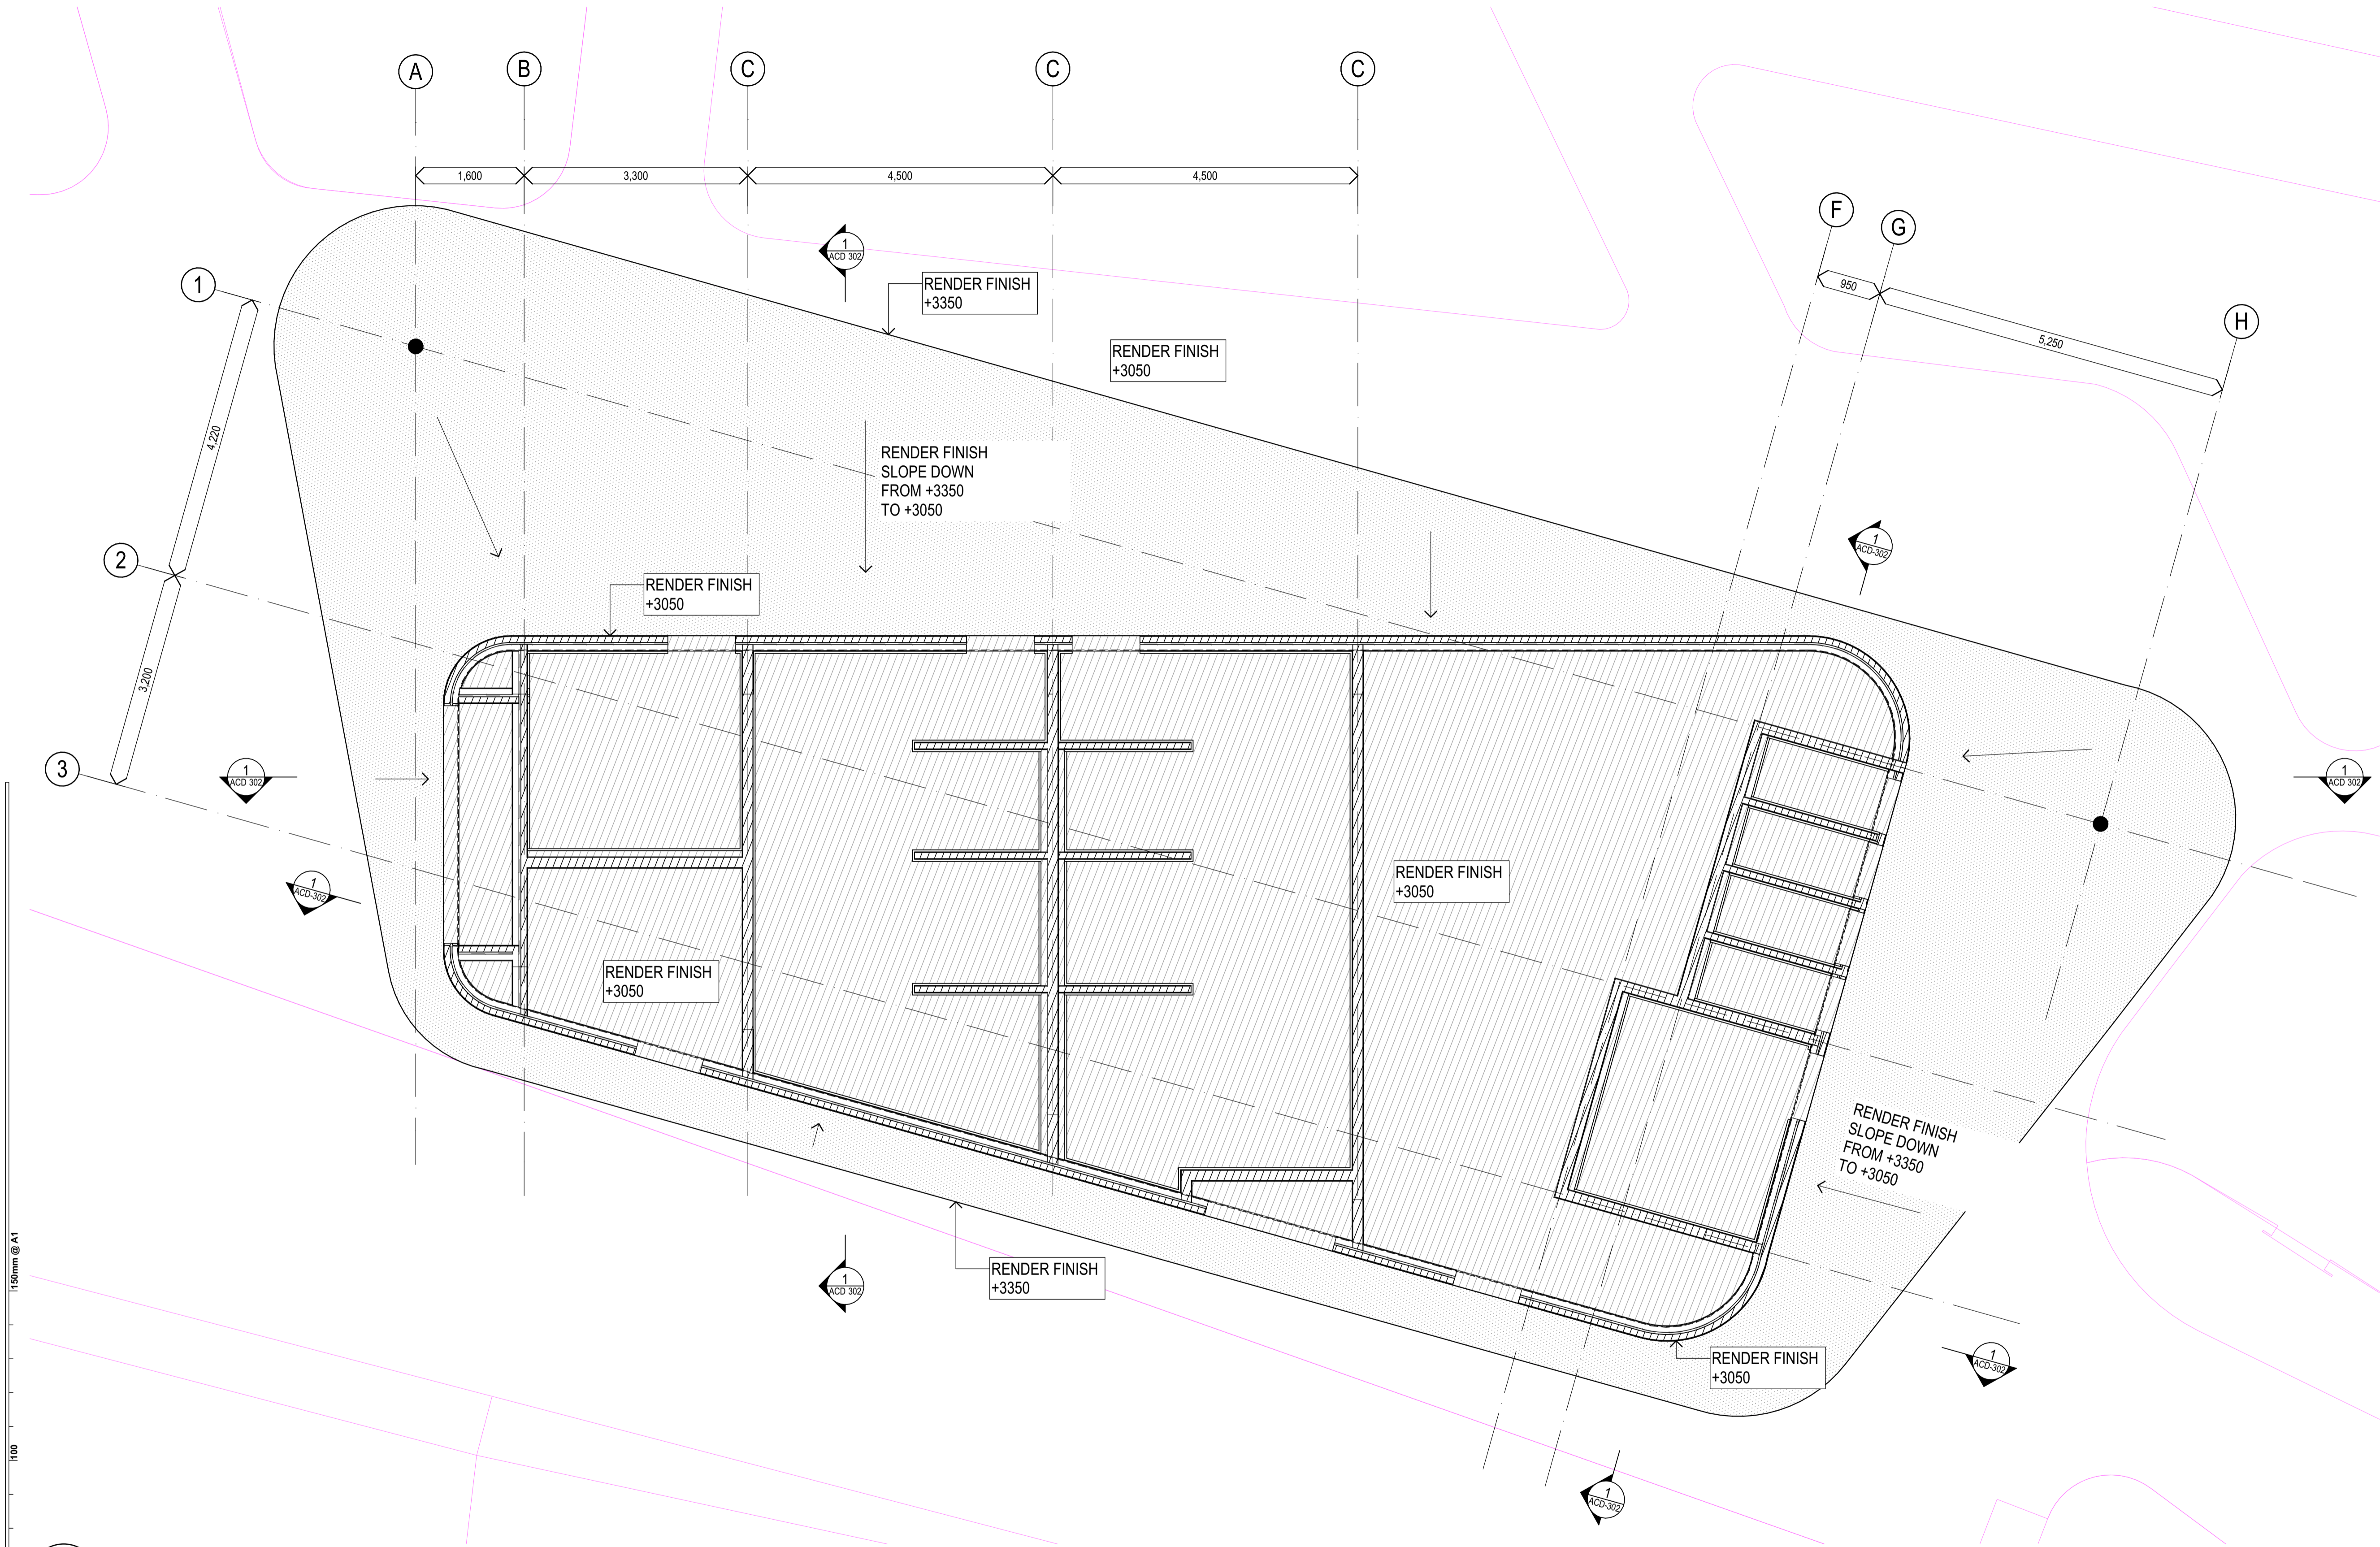 A
B
C
C
C
1,600
3,300
4,500
4,500
F
G
H
950
5,250
1
2
3
4,220
3,200
1
ACD 302
RENDER FINISH
+3350
RENDER FINISH
+3050
RENDER FINISH
SLOPE DOWN
FROM +3350
TO +3050
1
ACD-302
RENDER FINISH
+3050
1
ACD 302
1
ACD 302
1
ACD-302
RENDER FINISH
+3050
RENDER FINISH
+3050
RENDER FINISH
SLOPE DOWN
FROM +3350
TO +3050
1
ACD 302
RENDER FINISH
+3350
RENDER FINISH
+3050
1
ACD-302
1
ACD-302
150mm @ A1
100